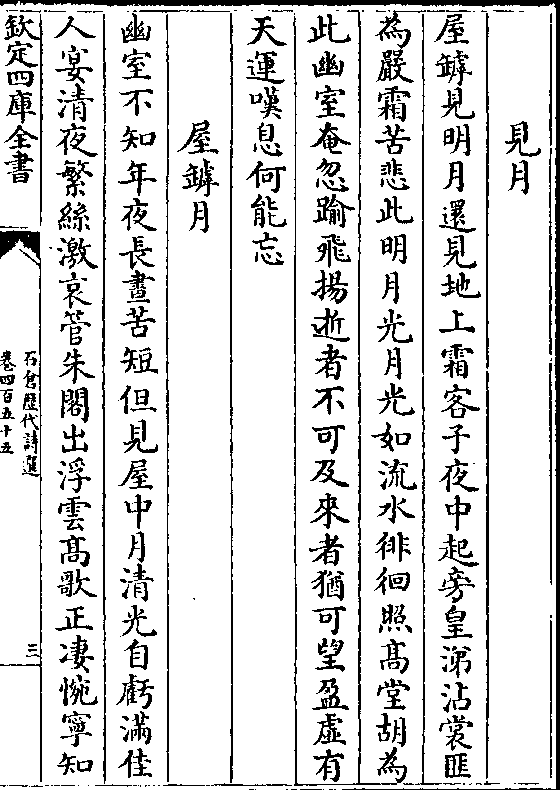 見月
屋罅見明月還見地上霜客子夜中起旁皇涕沾裳匪
為嚴霜苦悲此明月光月光如流水徘徊照髙堂胡為
此幽室奄忽踰飛揚逝者不可及來者猶可望盈虛有
天運嘆息何能忘
屋罅月
幽室不知年夜長晝苦短但見屋中月清光自虧滿佳
人宴清夜繁絲激哀管朱閣出浮雲髙歌正凄惋寧知
欽定四庫全書
石倉歷代詩選
卷四百五十五
三